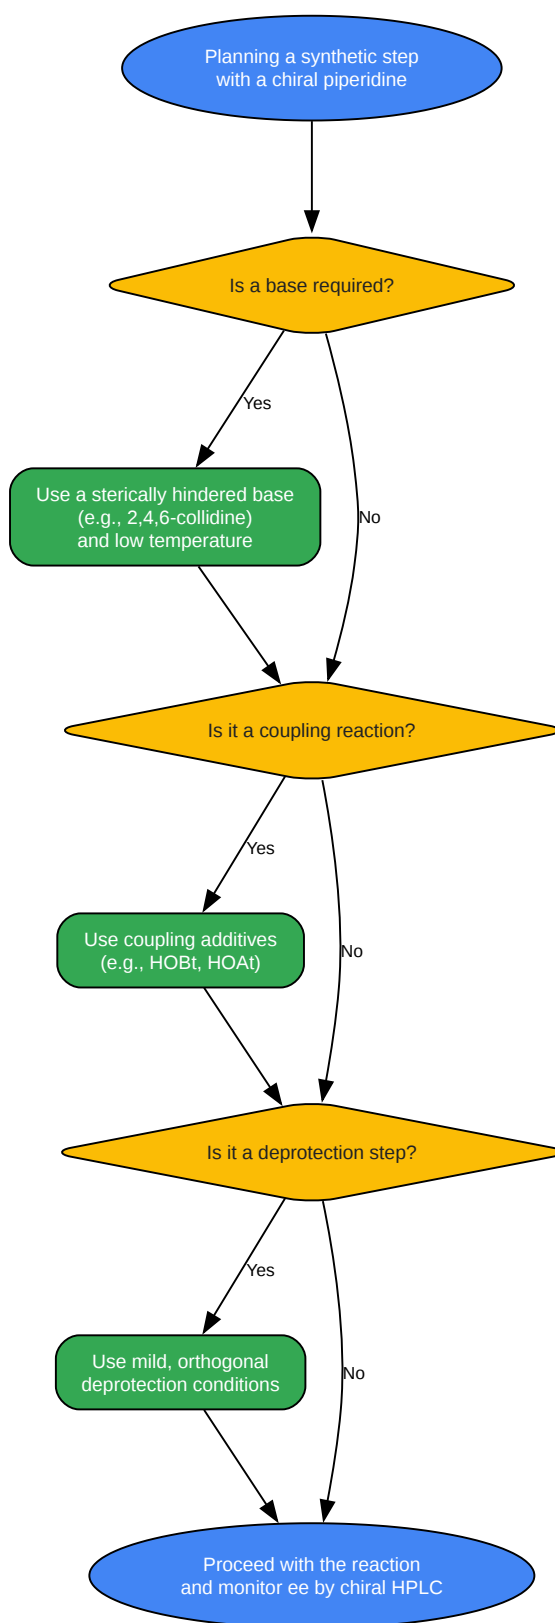 Planning a synthetic step
with a chiral piperidine
Is a base required?
Yes
Use a sterically hindered base
(e.g., 2,4,6-collidine)
and low temperature
No
Is it a coupling reaction?
Yes
Use coupling additives
(e.g., HOBt, HOAt)
No
Is it a deprotection step?
Yes
Use mild, orthogonal
deprotection conditions
No
Proceed with the reaction
and monitor ee by chiral HPLC